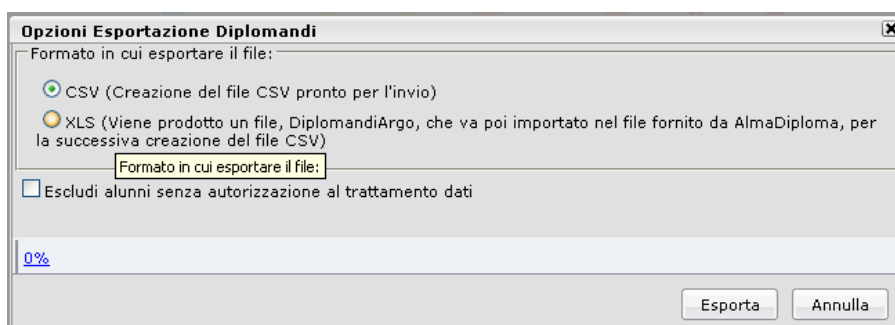 Opzioni Esportazione Diplomandi
Formato in cui esportare il file:
CSV (Creazione del file CSV pronto per l'invio)
XLS (Viene prodotto un file, DiplomandiArgo, che va poi importato nel file fornito da AlmaDiploma, per
la successiva creazione del file CSV)
Formato in cui esportare il file:
Escludi alunni senza autorizzazione al trattamento dati
0%
Esporta Annulla